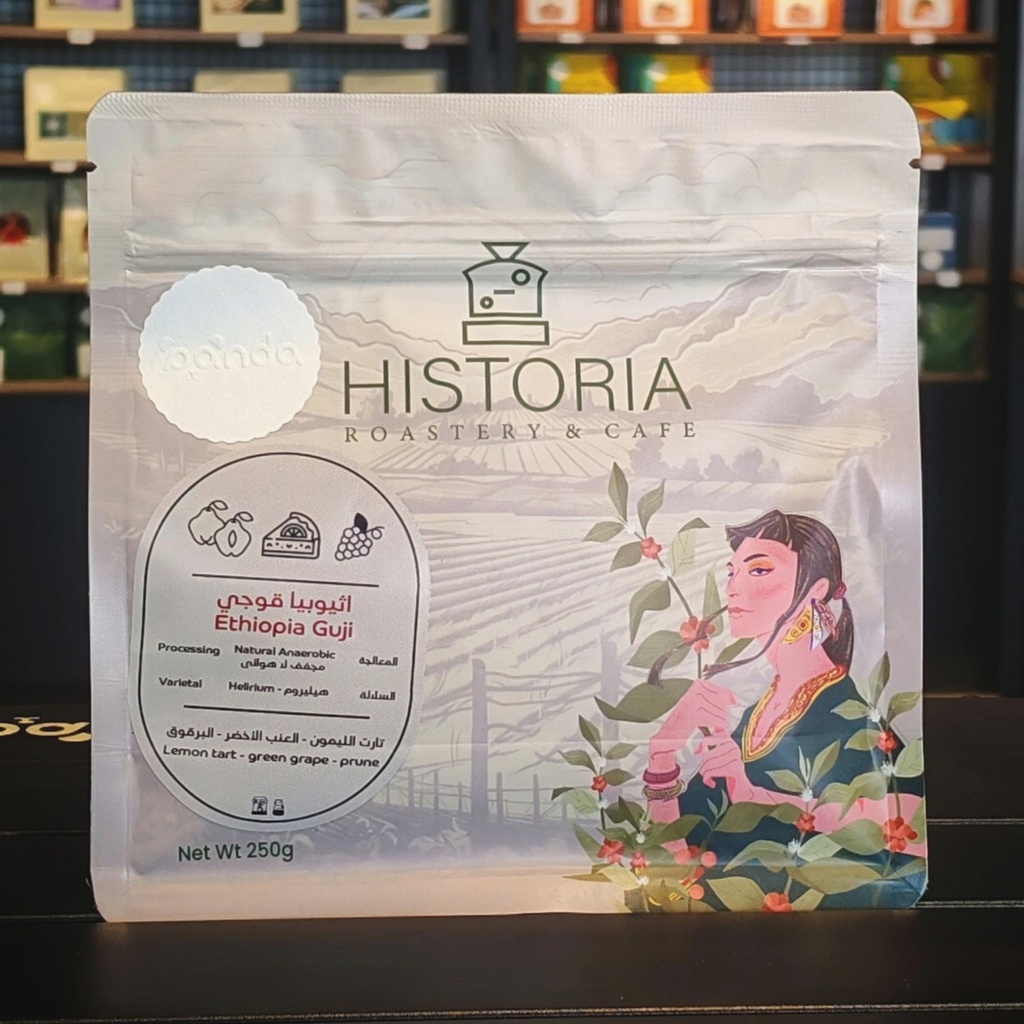 panda
HISTORIA
ROASTERY & CAFE
اثيوبيا قوجي
Ethiopia Guji
Processing Natural Anaerobic المعالجة
مجفف لا هوائي
Varietal Helirium - هيليروم السلالة
تارت الليمون - العنب الأخضر - البرقوق
Lemon tart - green grape - prune
Net Wt 250g